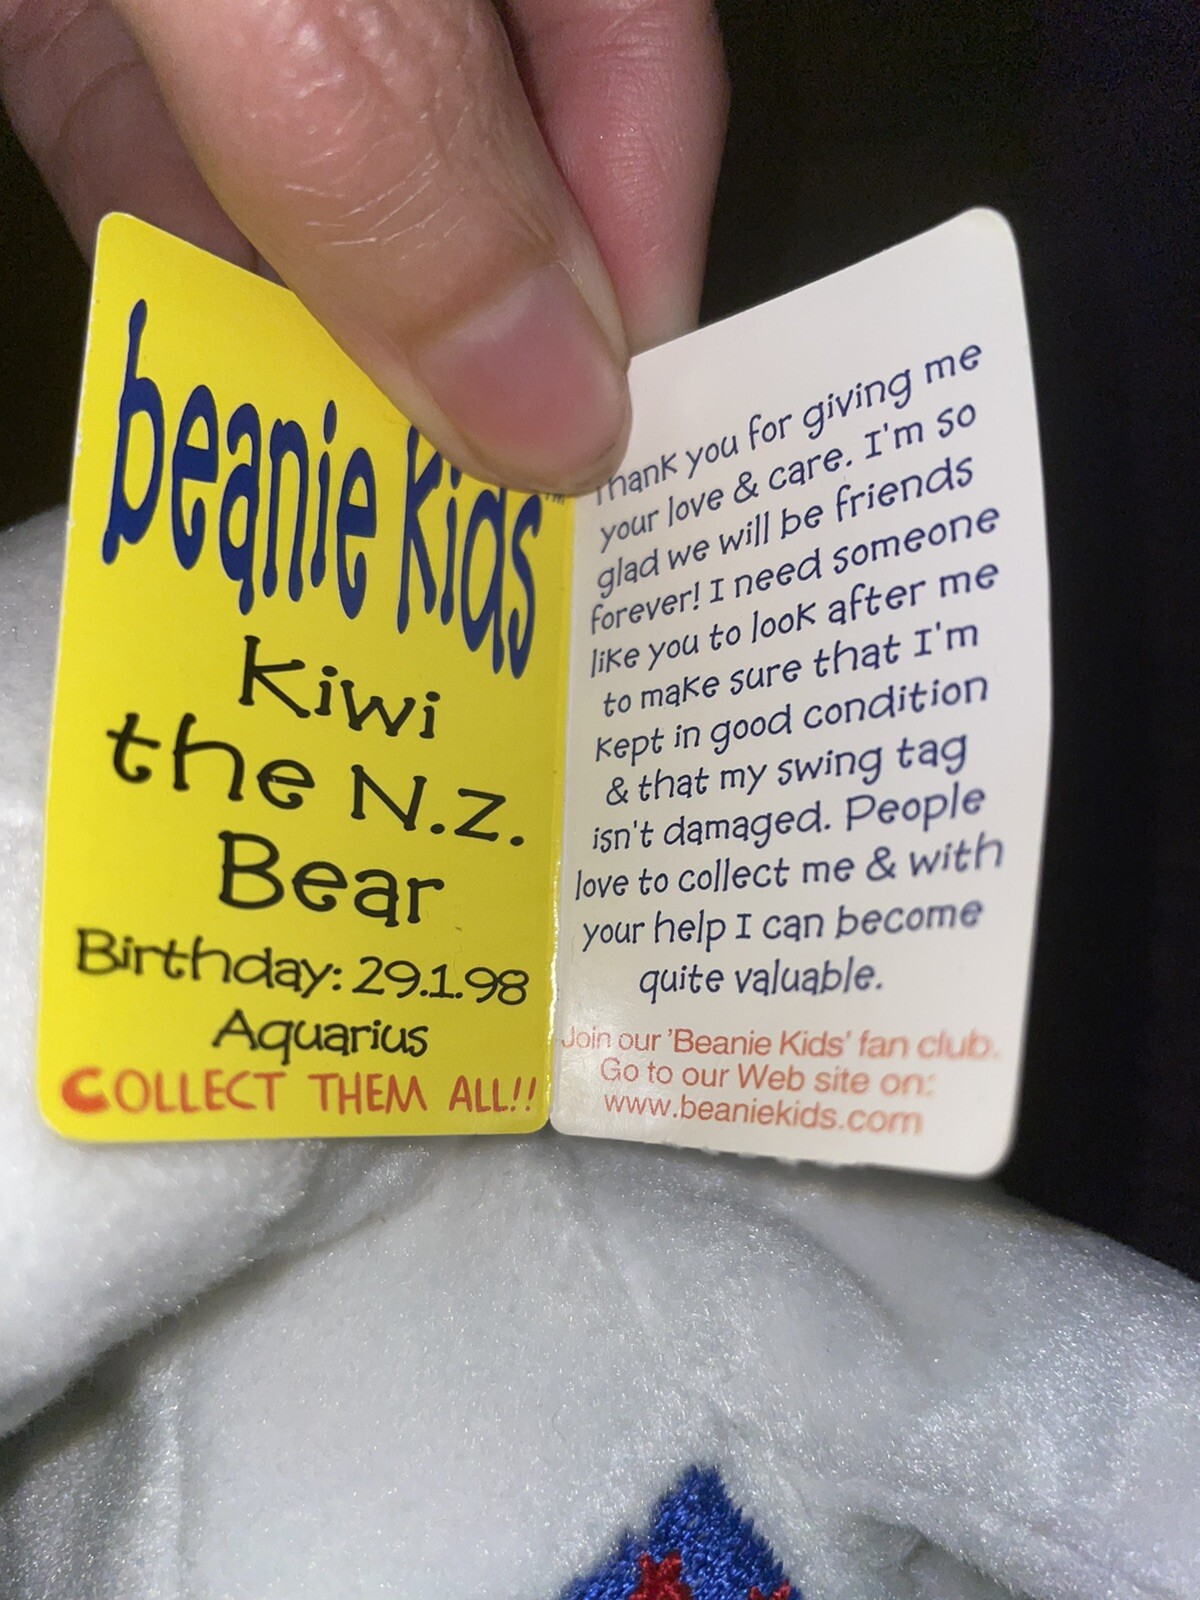 beanie kids™
Kiwi
the N.Z.
Bear
Birthday: 29.1.98
Aquarius
COLLECT THEM ALL!!
Thank you for giving me
your love & care. I'm so
glad we will be friends
forever! I need someone
like you to look after me
to make sure that I'm
kept in good condition
& that my swing tag
isn't damaged. People
love to collect me & with
your help I can become
quite valuable.
Join our 'Beanie Kids' fan club.
Go to our Web site on:
www.beaniekids.com